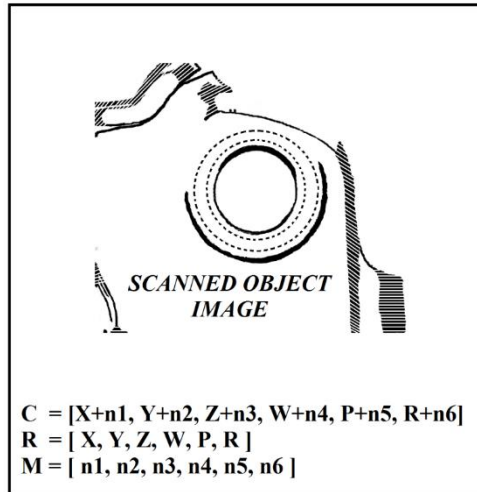 SCANNED OBJECT
IMAGE
C = [X+n1, Y+n2, Z+n3, W+n4, P+n5, R+n6]
R = [ X, Y, Z, W, P, R ]
M = [ n1, n2, n3, n4, n5, n6 ]